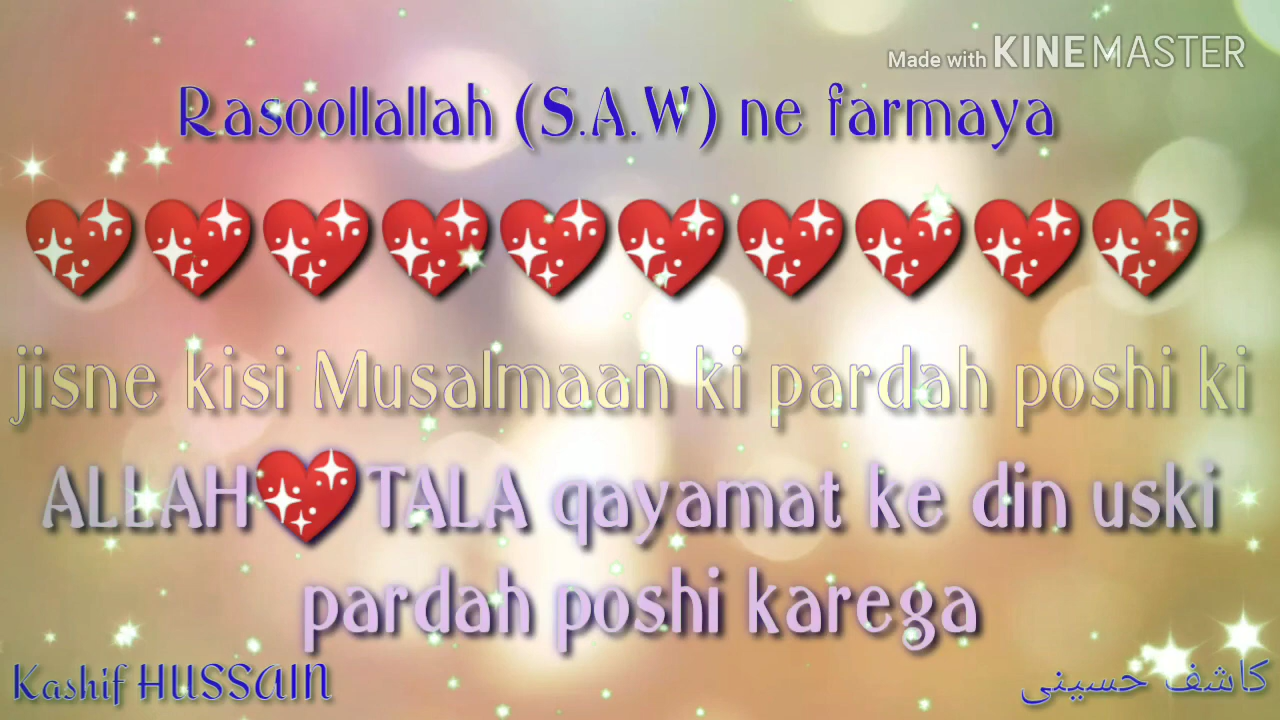 Made with KINEMASTER
Rasoollallah (S.A.W) ne farmaya
💖💖💖💖💖💖💖💖💖💖
jisne kisi Musalmaan ki pardah poshi ki
ALLAH💖TALA qayamat ke din uski
pardah poshi karega
Kashif HUSSAIN
کاشف حسینی